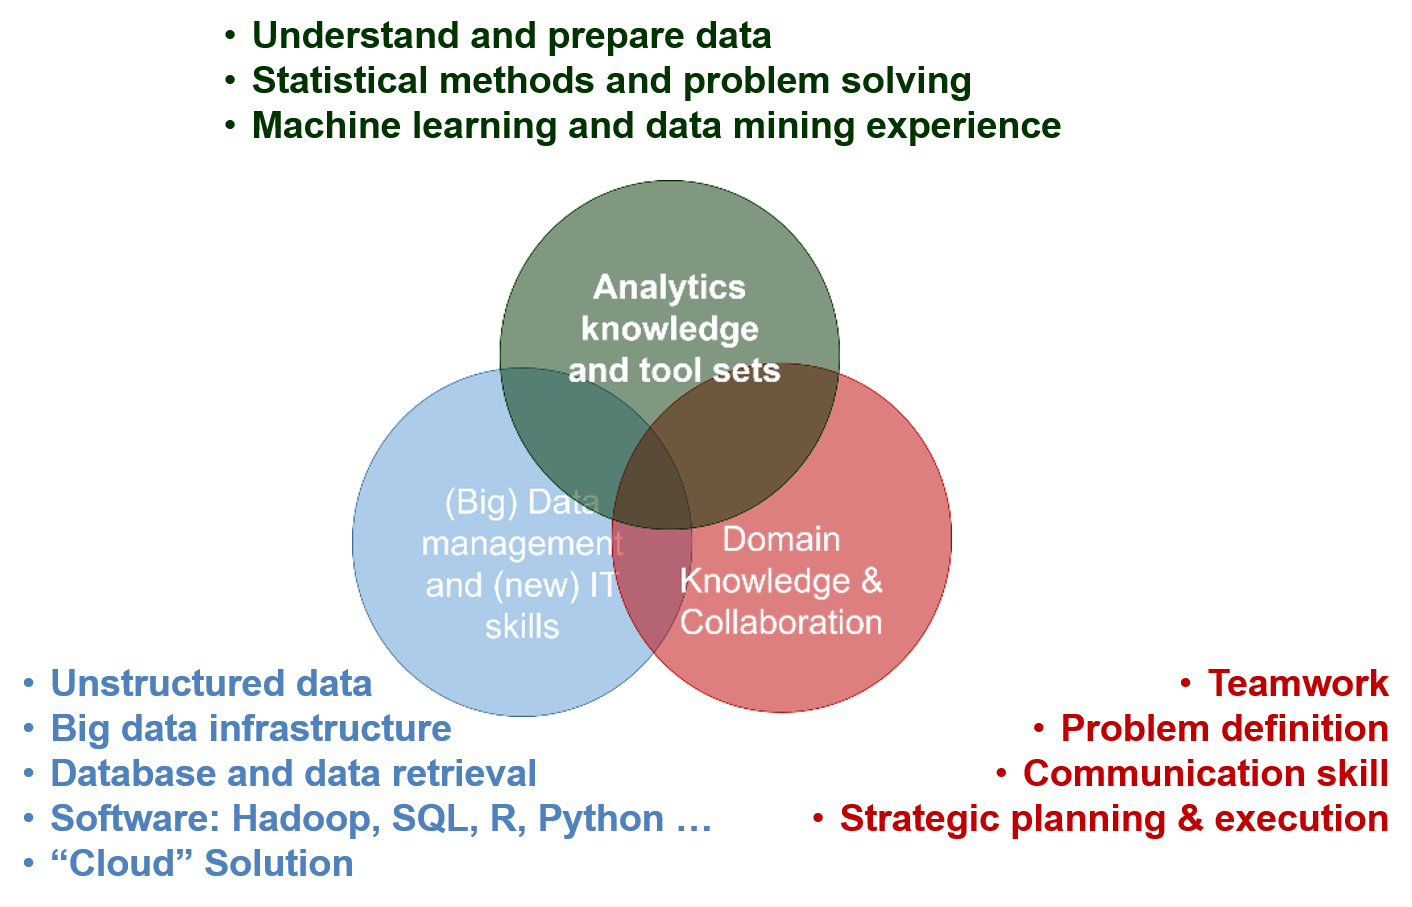 • Understand and prepare data
• Statistical methods and problem solving
• Machine learning and data mining experience
Analytics
knowledge
and tool sets
(Big) Data
management
and (new) IT
skills
Domain
Knowledge &
Collaboration
• Unstructured data
• Big data infrastructure
• Database and data retrieval
• Software: Hadoop, SQL, R, Python …
• “Cloud” Solution
• Teamwork
• Problem definition
• Communication skill
• Strategic planning & execution